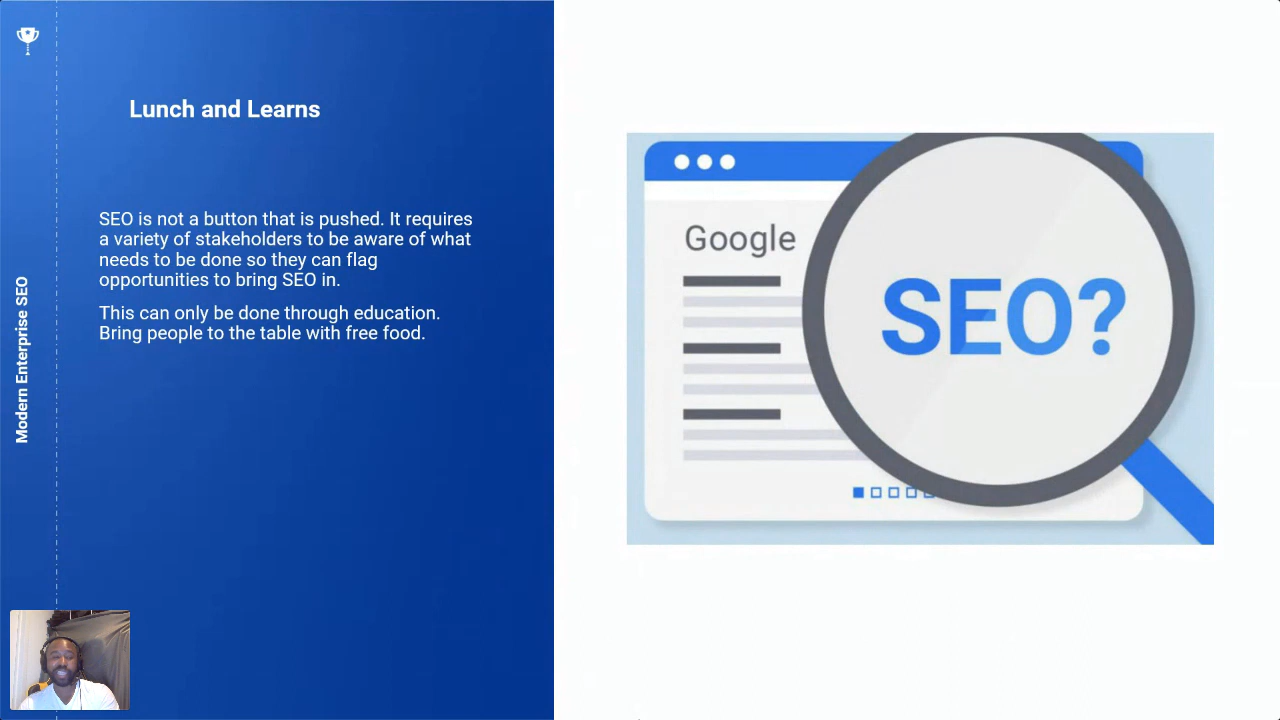 Lunch and Learns
SEO is not a button that is pushed. It requires
a variety of stakeholders to be aware of what
needs to be done so they can flag
opportunities to bring SEO in.
This can only be done through education.
Bring people to the table with free food.
Modern Enterprise SEO
Google
SEO?